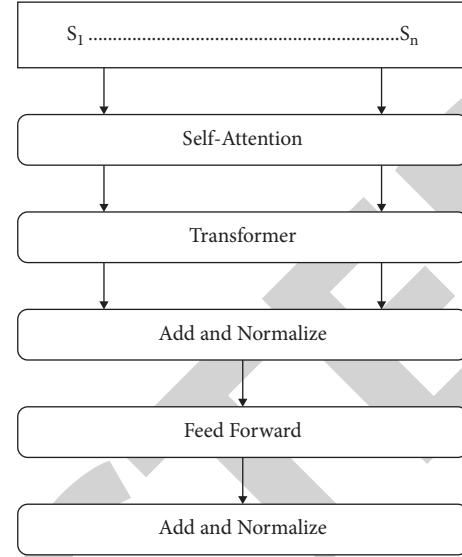 S1 ................................................................Sn
Self-Attention
Transformer
Add and Normalize
Feed Forward
Add and Normalize